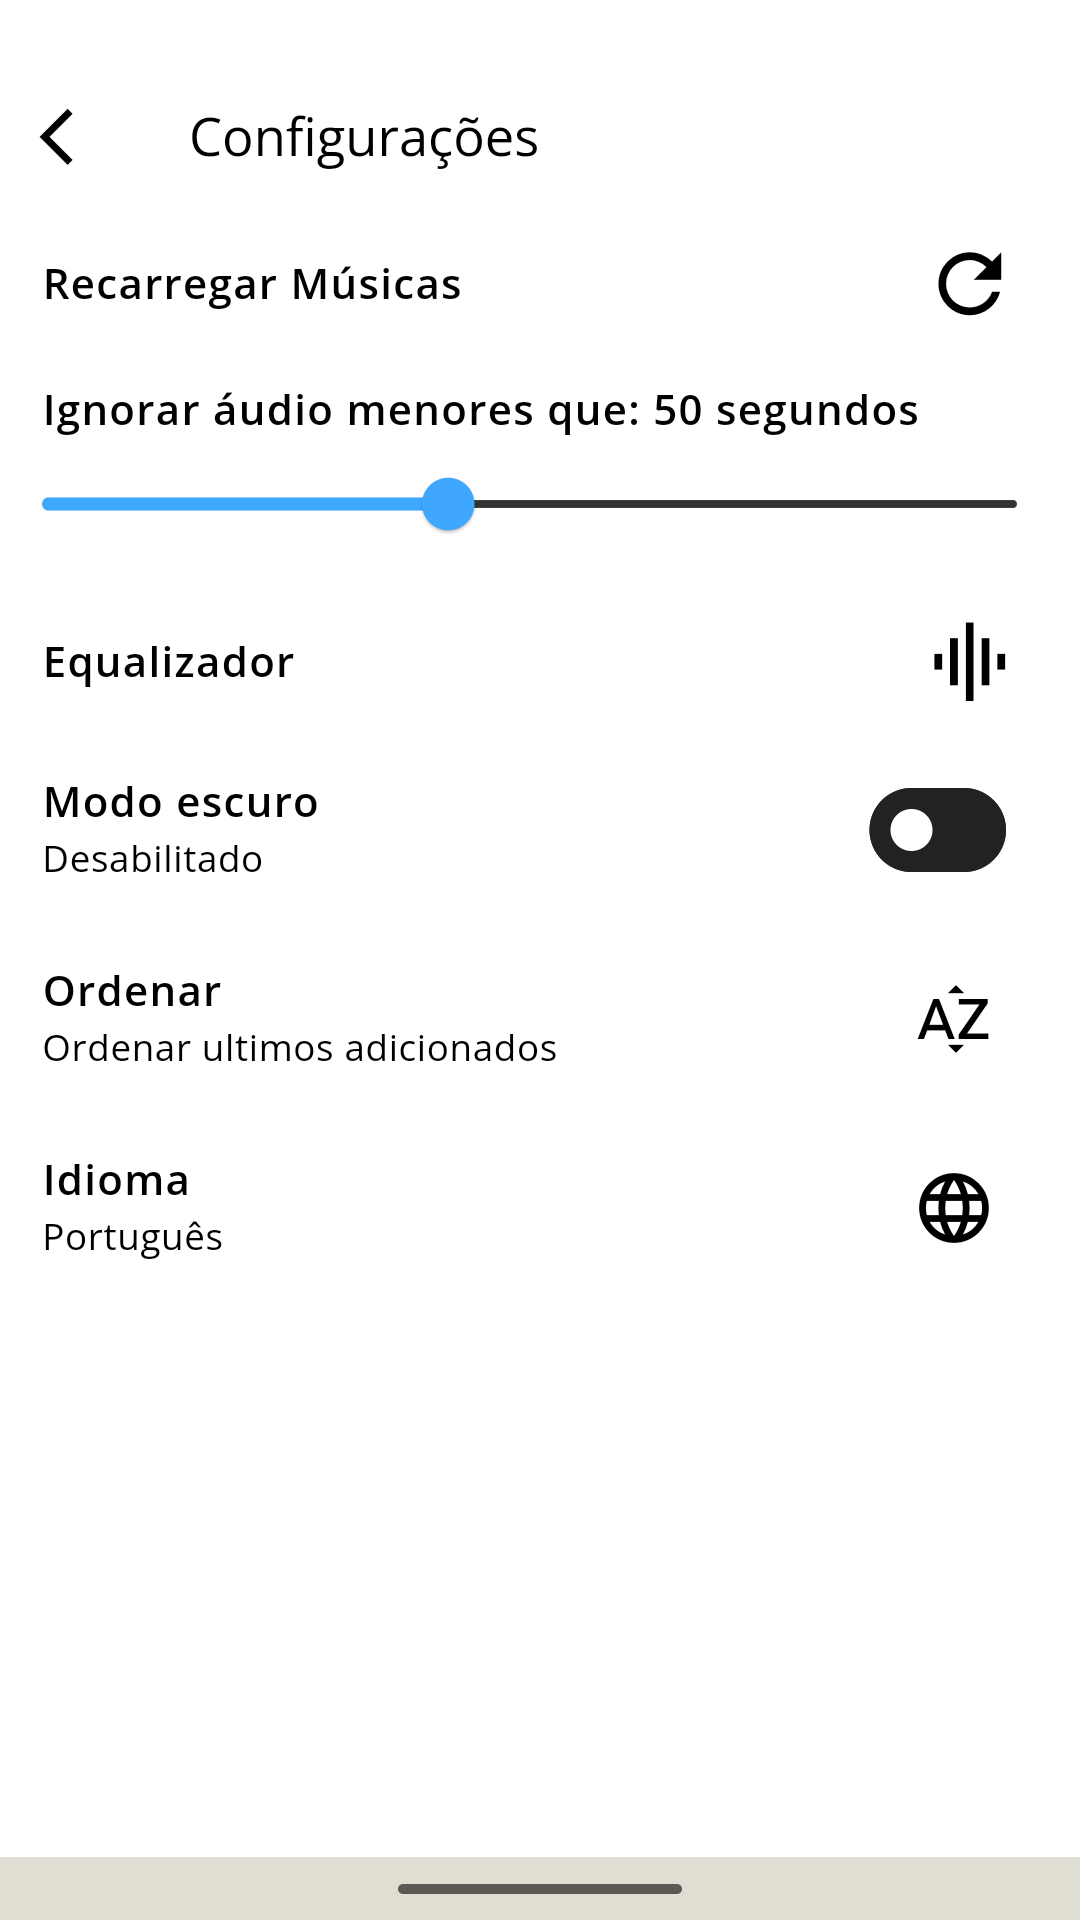 Configurações
Recarregar Músicas
Ignorar áudio menores que: 50 segundos
Equalizador
Modo escuro
Desabilitado
Ordenar
Ordenar ultimos adicionados
AZ
Idioma
Português